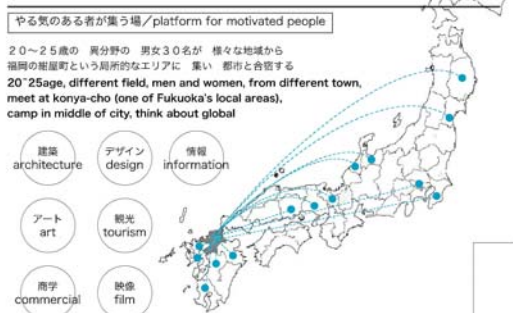 やる気のある者が集う場／platform for motivated people
２０〜２５歳の　異分野の　男女３０名が　様々な地域から
福岡の紺屋町という局所的なエリアに　集い　都市と合宿する
20~25age, different field, men and women, from different town,
meet at konya-cho (one of Fukuoka's local areas),
camp in middle of city, think about global
建築
architecture
デザイン
design
情報
information
アート
art
観光
tourism
商学
commercial
映像
film